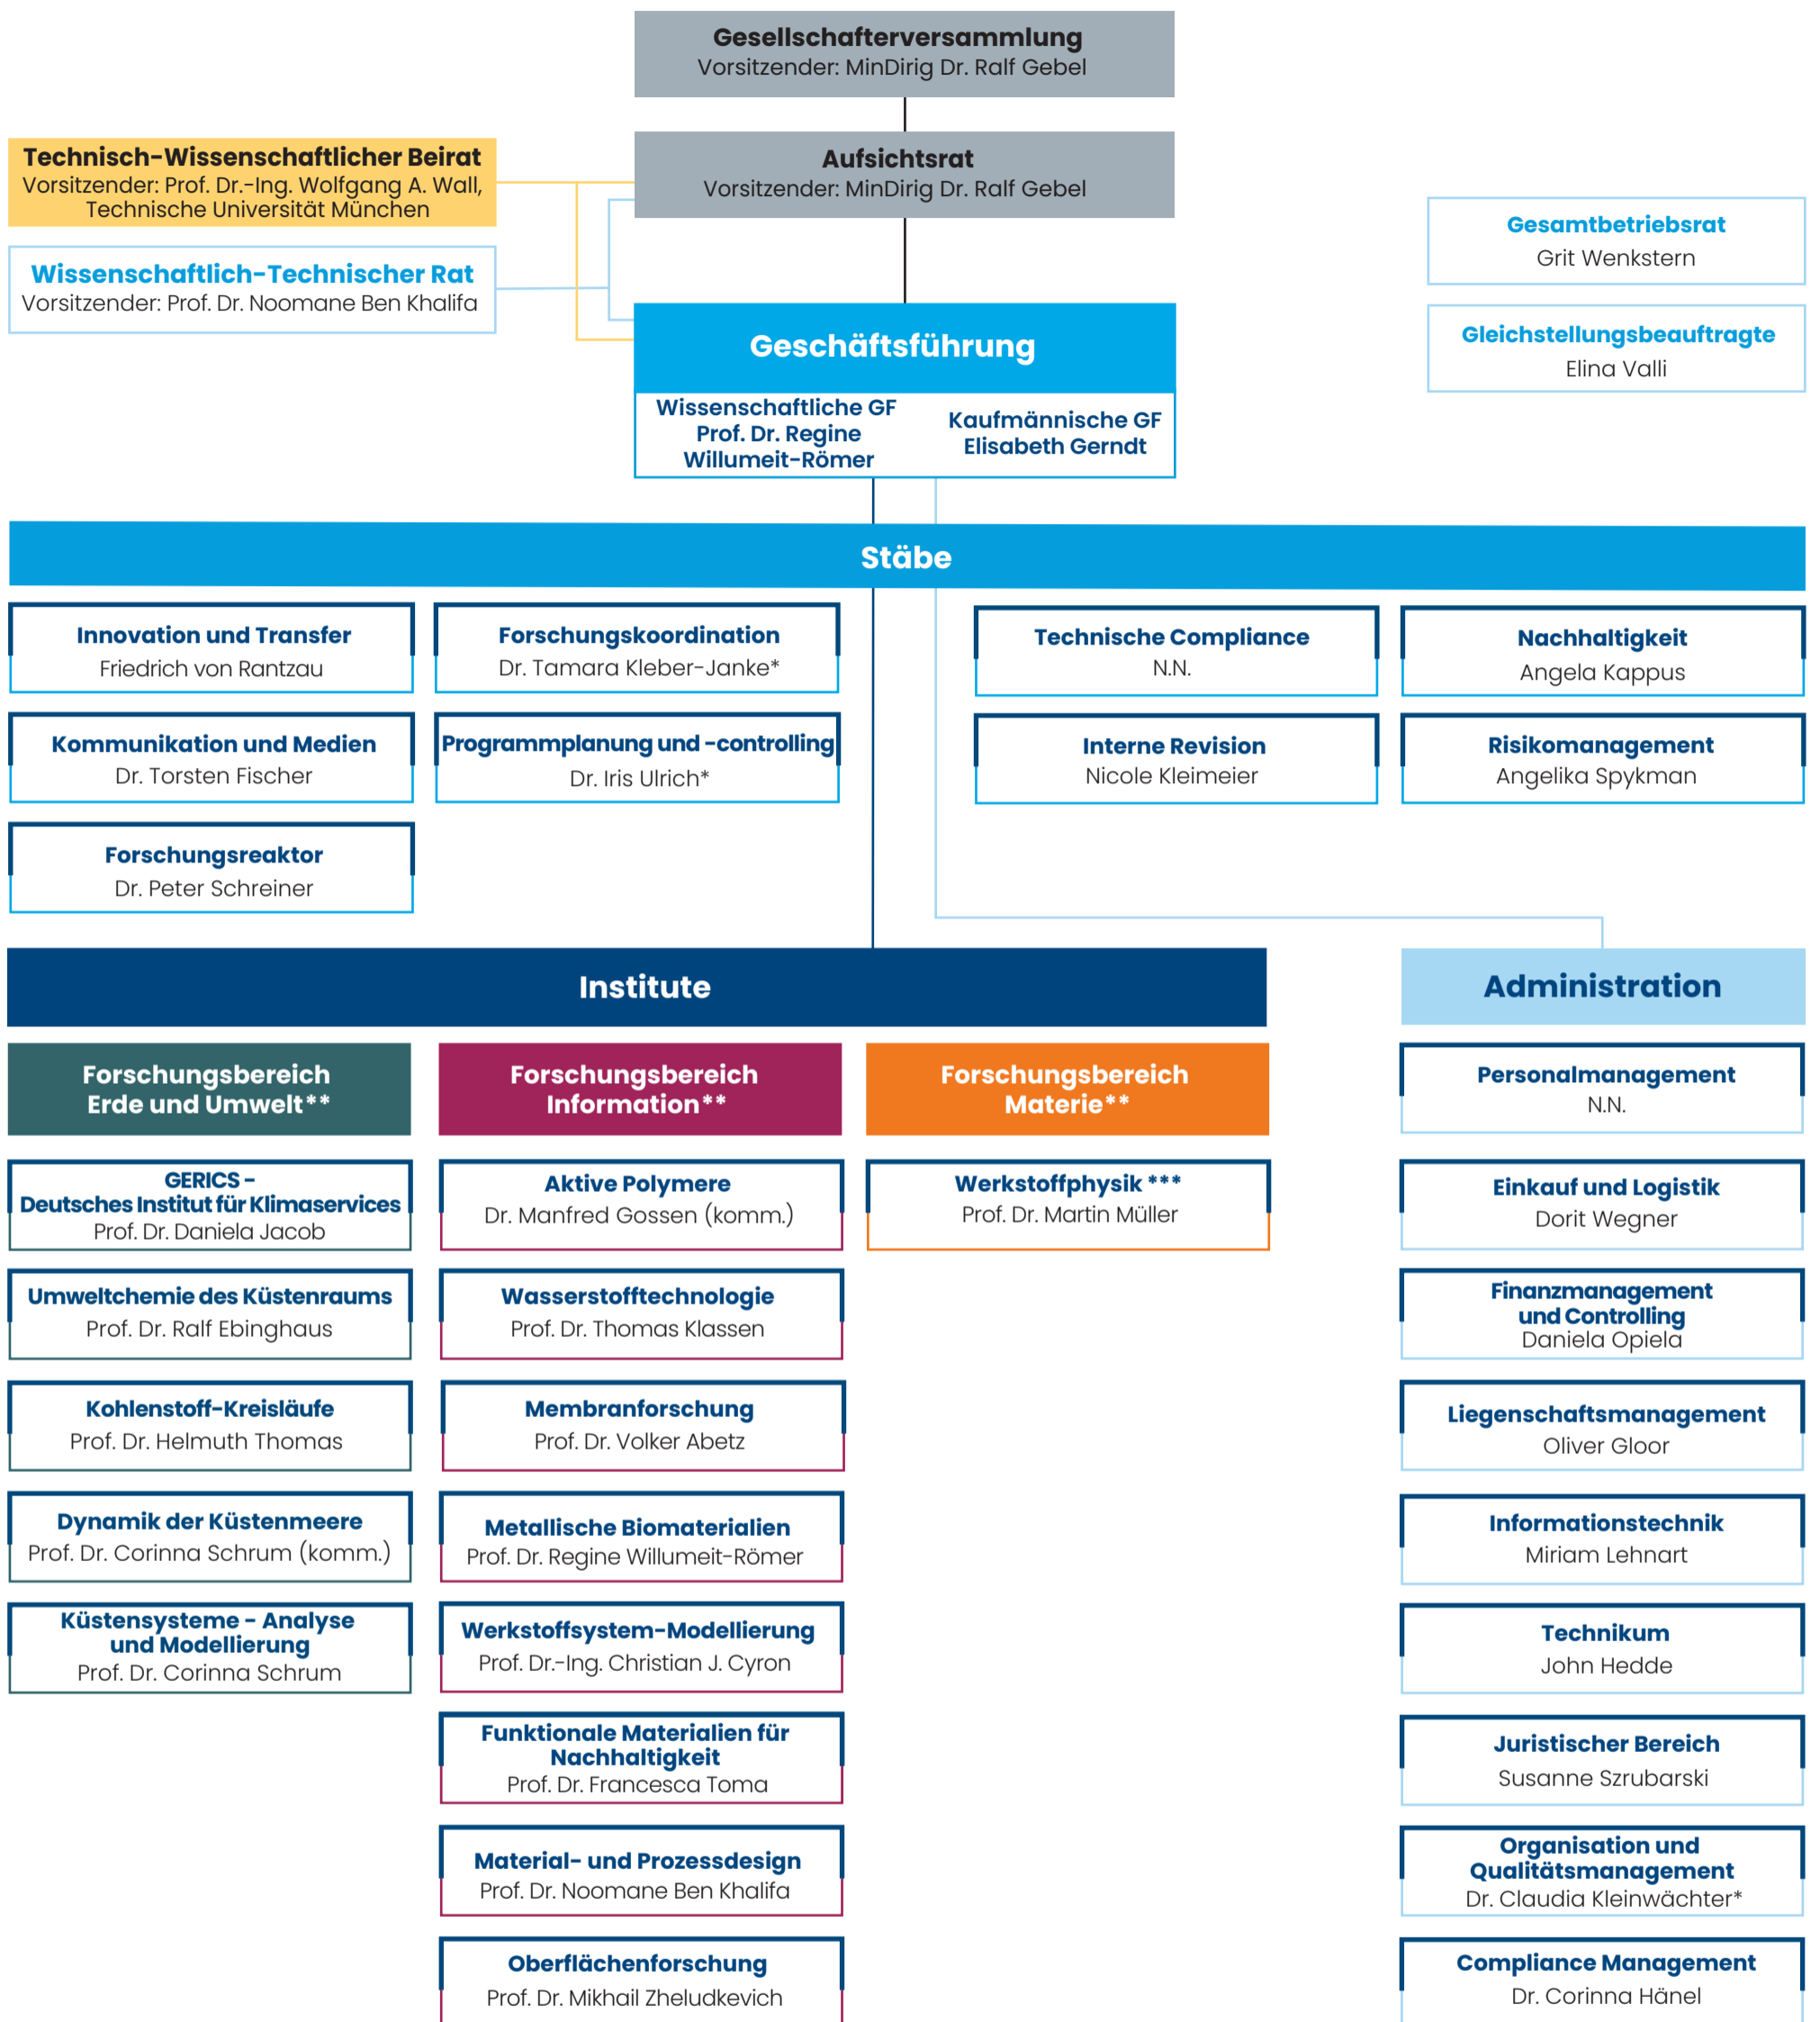 Gesellschafterversammlung
Vorsitzender: MinDirig Dr. Ralf Gebel
Aufsichtsrat
Vorsitzender: MinDirig Dr. Ralf Gebel
Technisch-Wissenschaftlicher Beirat
Vorsitzender: Prof. Dr.-Ing. Wolfgang A. Wall,
Technische Universität München
Wissenschaftlich-Technischer Rat
Vorsitzender: Prof. Dr. Noomane Ben Khalifa
Gesamtbetriebsrat
Grit Wenkstern
Gleichstellungsbeauftragte
Elina Valli
Geschäftsführung
Wissenschaftliche GF
Prof. Dr. Regine
Willumeit-Römer
Kaufmännische GF
Elisabeth Gerndt
Stäbe
Innovation und Transfer
Friedrich von Rantzau
Forschungskoordination
Dr. Tamara Kleber-Janke*
Technische Compliance
N.N.
Nachhaltigkeit
Angela Kappus
Kommunikation und Medien
Dr. Torsten Fischer
Programmplanung und -controlling
Dr. Iris Ulrich*
Interne Revision
Nicole Kleimeier
Risikomanagement
Angelika Spykman
Forschungsreaktor
Dr. Peter Schreiner
Institute
Forschungsbereich
Erde und Umwelt**
GERICS -
Deutsches Institut für Klimaservices
Prof. Dr. Daniela Jacob
Umweltchemie des Küstenraums
Prof. Dr. Ralf Ebinghaus
Kohlenstoff-Kreisläufe
Prof. Dr. Helmuth Thomas
Dynamik der Küstenmeere
Prof. Dr. Corinna Schrum (komm.)
Küstensysteme - Analyse
und Modellierung
Prof. Dr. Corinna Schrum
Forschungsbereich
Information**
Aktive Polymere
Dr. Manfred Gossen (komm.)
Wasserstofftechnologie
Prof. Dr. Thomas Klassen
Membranforschung
Prof. Dr. Volker Abetz
Metallische Biomaterialien
Prof. Dr. Regine Willumeit-Römer
Werkstoffsystem-Modellierung
Prof. Dr.-Ing. Christian J. Cyron
Funktionale Materialien für
Nachhaltigkeit
Prof. Dr. Francesca Toma
Material- und Prozessdesign
Prof. Dr. Noomane Ben Khalifa
Oberflächenforschung
Prof. Dr. Mikhail Zheludkevich
Forschungsbereich
Materie**
Werkstoffphysik ***
Prof. Dr. Martin Müller
Administration
Personalmanagement
N.N.
Einkauf und Logistik
Dorit Wegner
Finanzmanagement
und Controlling
Daniela Opiela
Liegenschaftsmanagement
Oliver Gloor
Informationstechnik
Miriam Lehnart
Technikum
John Hedde
Juristischer Bereich
Susanne Szrubarski
Organisation und
Qualitätsmanagement
Dr. Claudia Kleinwächter*
Compliance Management
Dr. Corinna Hänel